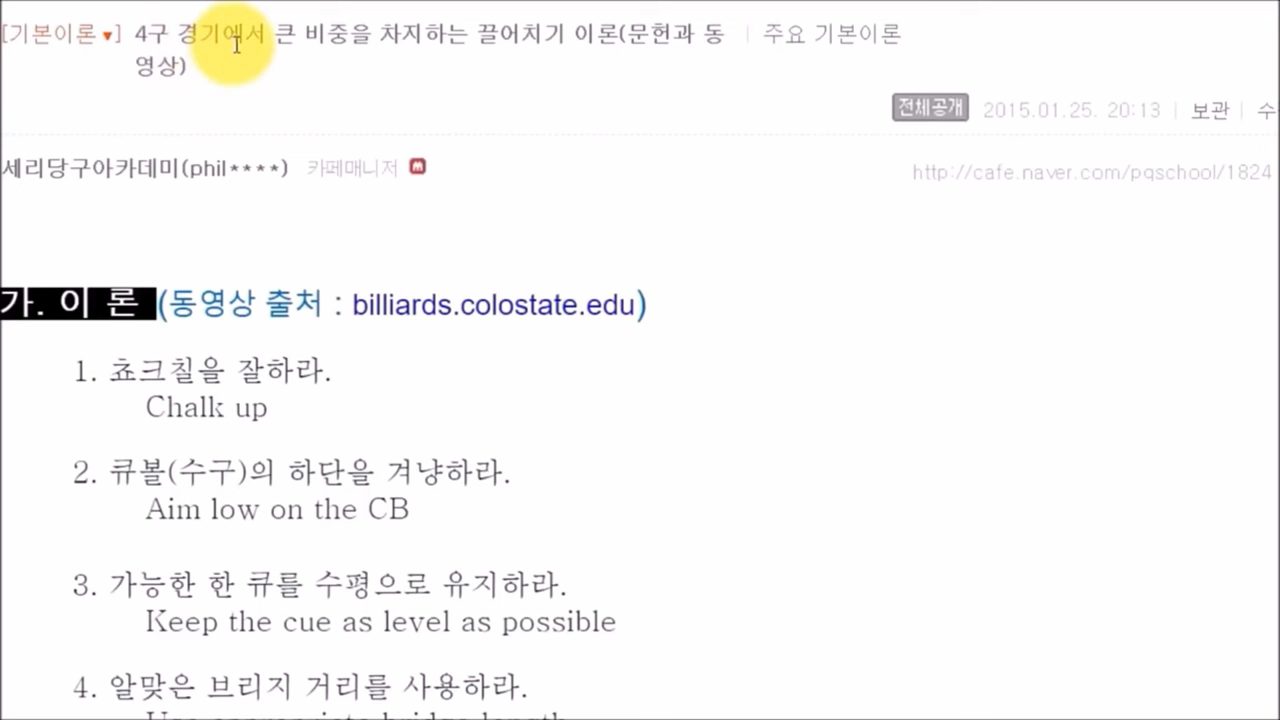 [기본이론▼] 4구 경기에서 큰 비중을 차지하는 끌어치기 이론(문헌과 동 | 주요 기본이론
영상)
전체공개 2015.01.25. 20:13 | 보관 | 수
세리당구아카데미(phil****) 카페매니저
http://cafe.naver.com/pqschool/1824
가. 이 론 (동영상 출처 : billiards.colostate.edu)
1. 쵸크칠을 잘하라.
Chalk up
2. 큐볼(수구)의 하단을 겨냥하라.
Aim low on the CB
3. 가능한 한 큐를 수평으로 유지하라.
Keep the cue as level as possible
4. 알맞은 브리지 거리를 사용하라.
Use appropriate bridge length